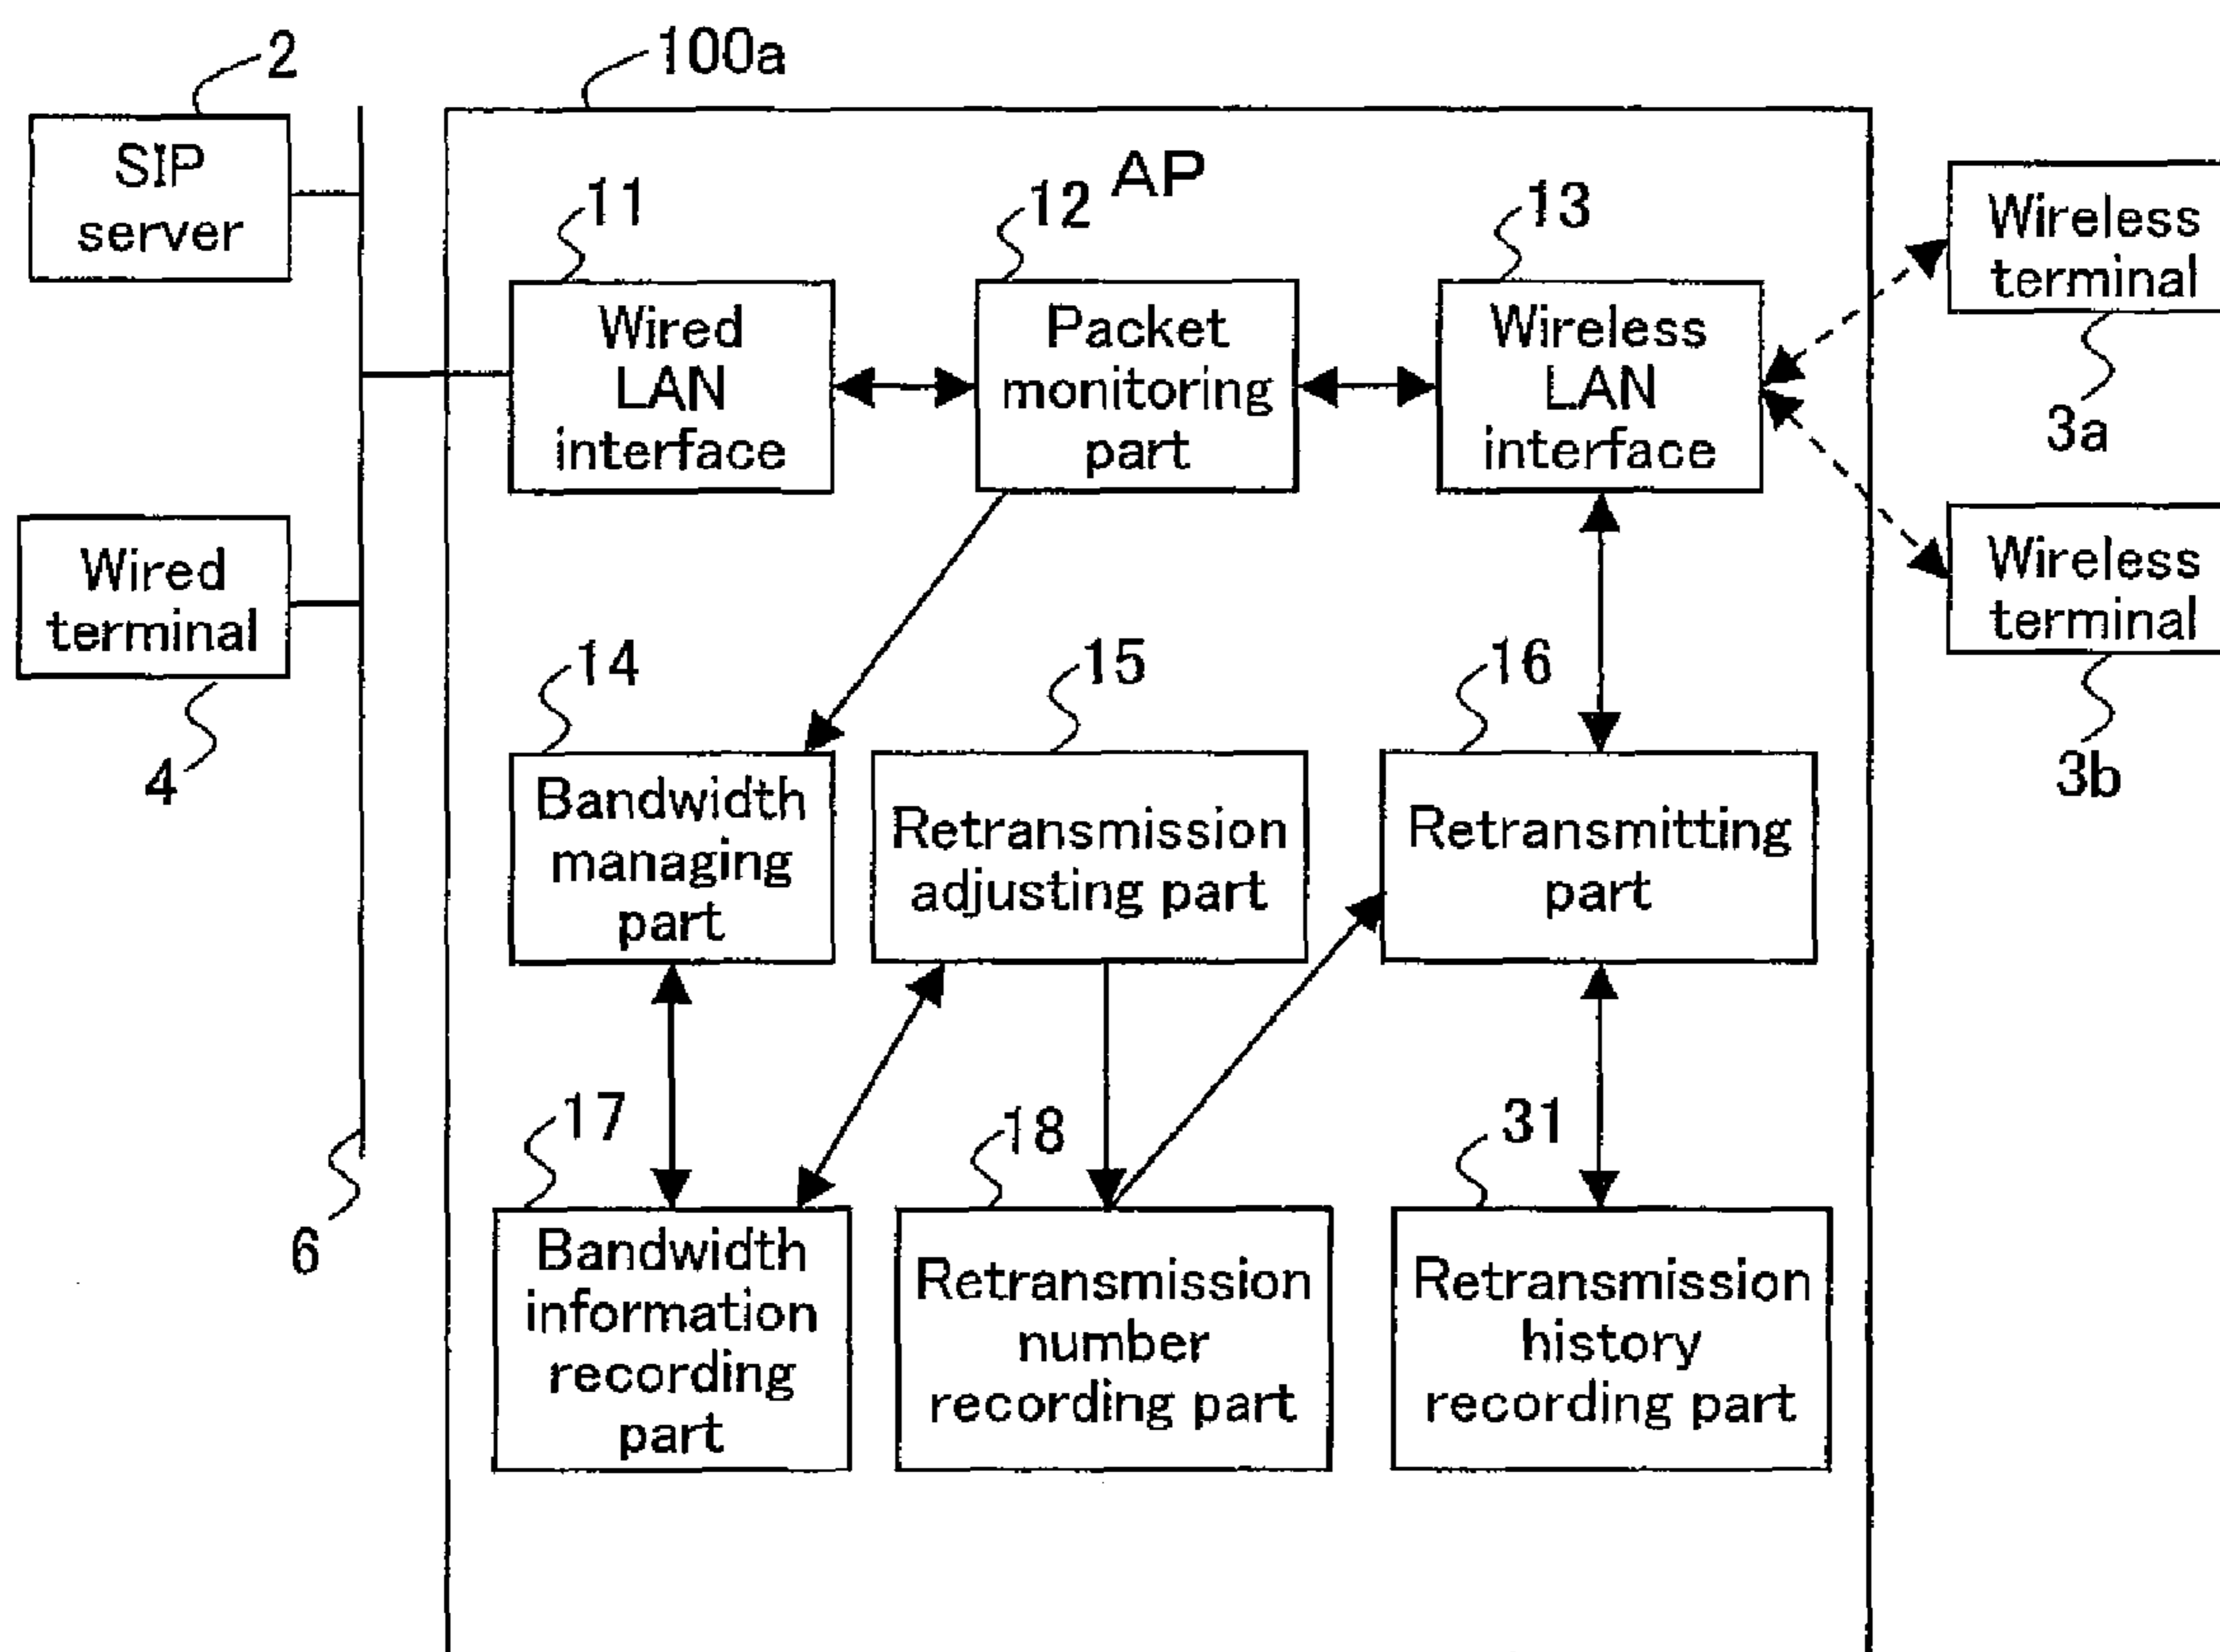 2
100a
SIP
server
AP
11
12
13
Wireless
terminal
3a
Wired
LAN
interface
Packet
monitoring
part
Wireless
LAN
interface
Wired
terminal
4
Wireless
terminal
3b
14
15
16
Bandwidth
managing
part
Retransmission
adjusting part
Retransmitting
part
6
17
18
31
Bandwidth
information
recording
part
Retransmission
number
recording part
Retransmission
history
recording part